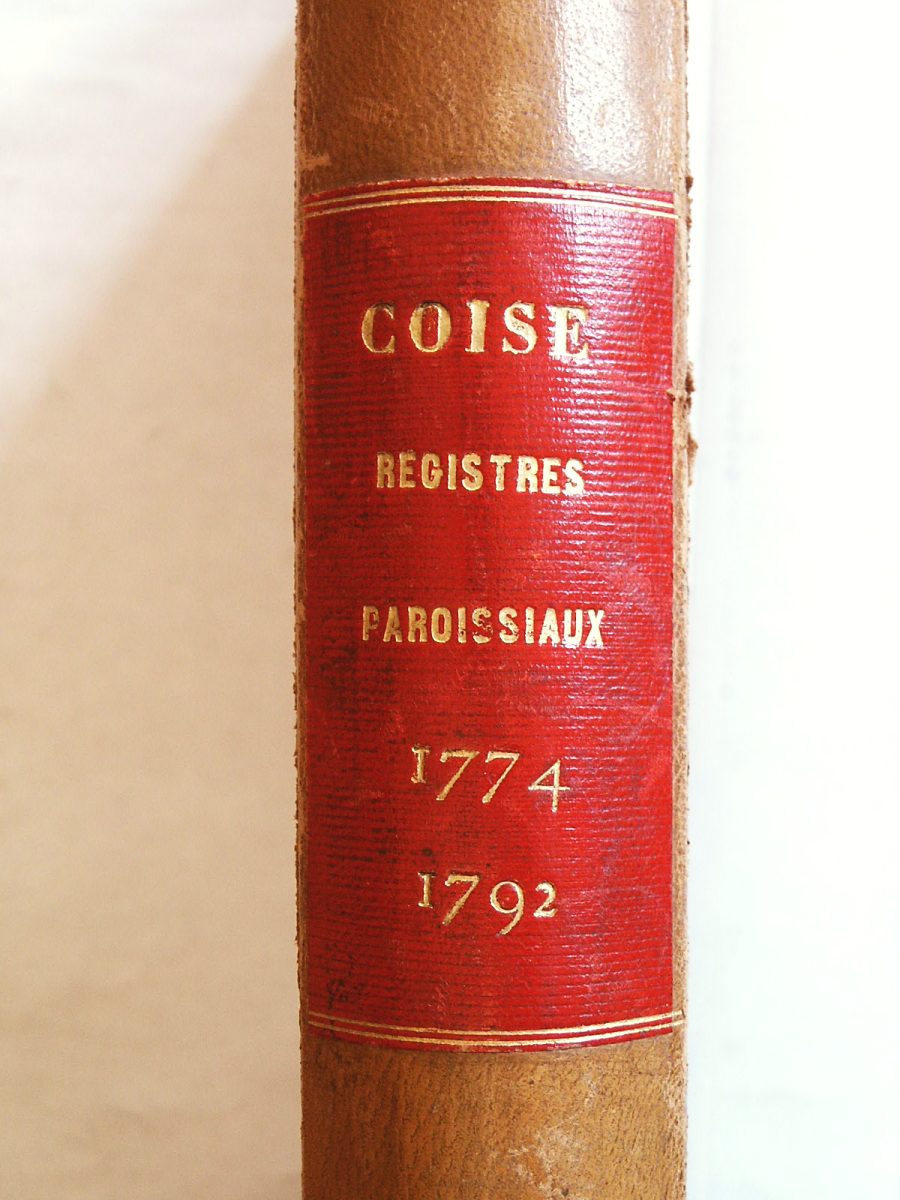 COISE
REGISTRES
PAROISSIAUX
1774
1792